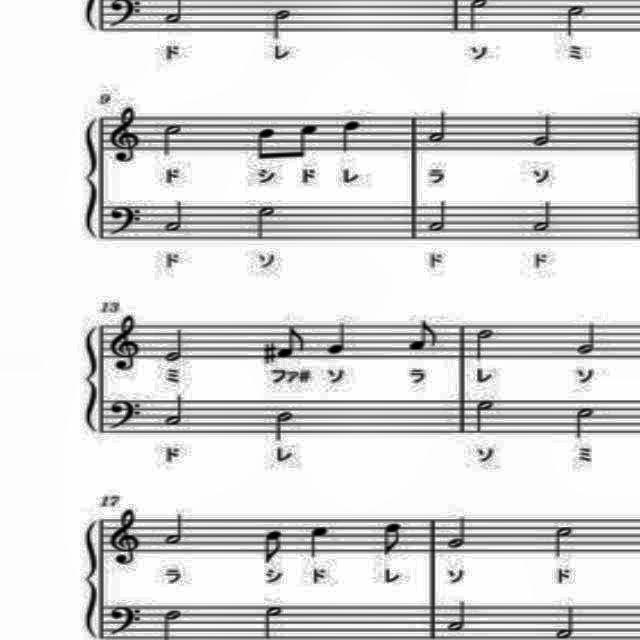 ド レ ソ ミ
9
ド シ ド レ ラ ソ
ド ソ ド ド
13
ミ ファ# ソ ラ レ ソ
ド レ ソ ミ
17
ラ シ ド レ ソ ド